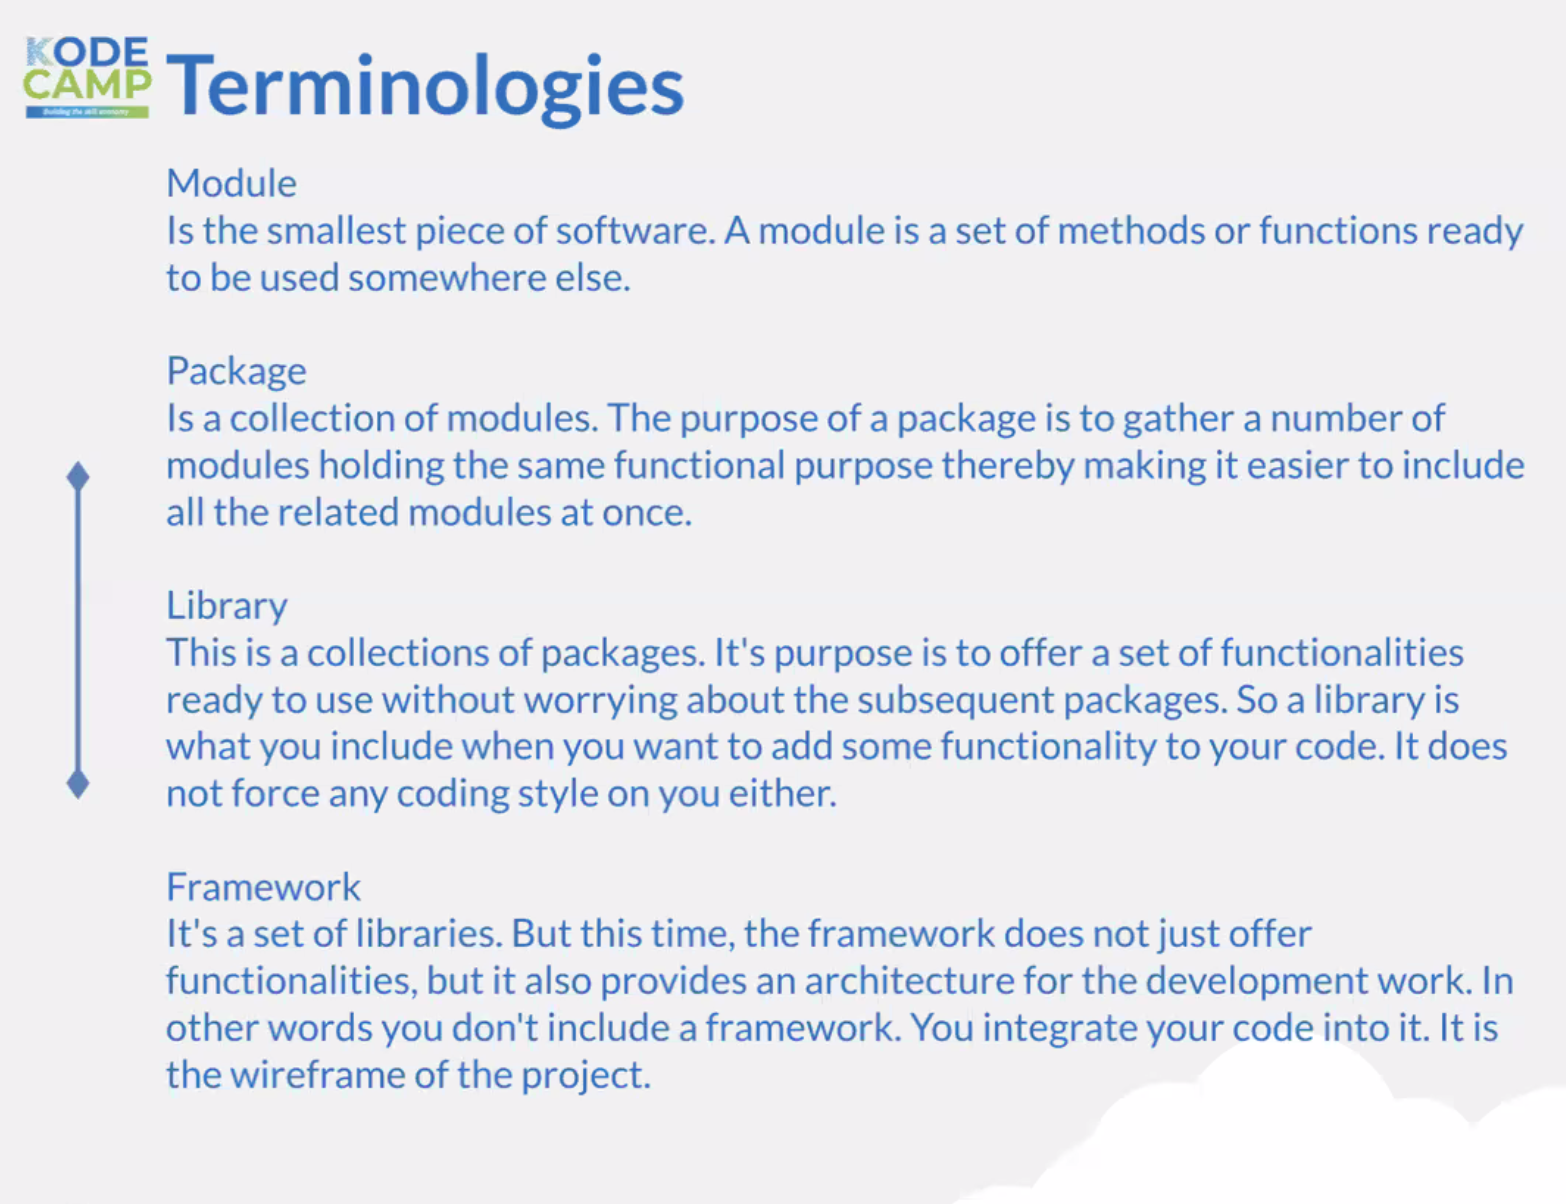 KODE
CAMP
Building the skill economy
Terminologies
Module
Is the smallest piece of software. A module is a set of methods or functions ready
to be used somewhere else.
Package
Is a collection of modules. The purpose of a package is to gather a number of
modules holding the same functional purpose thereby making it easier to include
all the related modules at once.
Library
This is a collections of packages. It's purpose is to offer a set of functionalities
ready to use without worrying about the subsequent packages. So a library is
what you include when you want to add some functionality to your code. It does
not force any coding style on you either.
Framework
It's a set of libraries. But this time, the framework does not just offer
functionalities, but it also provides an architecture for the development work. In
other words you don't include a framework. You integrate your code into it. It is
the wireframe of the project.